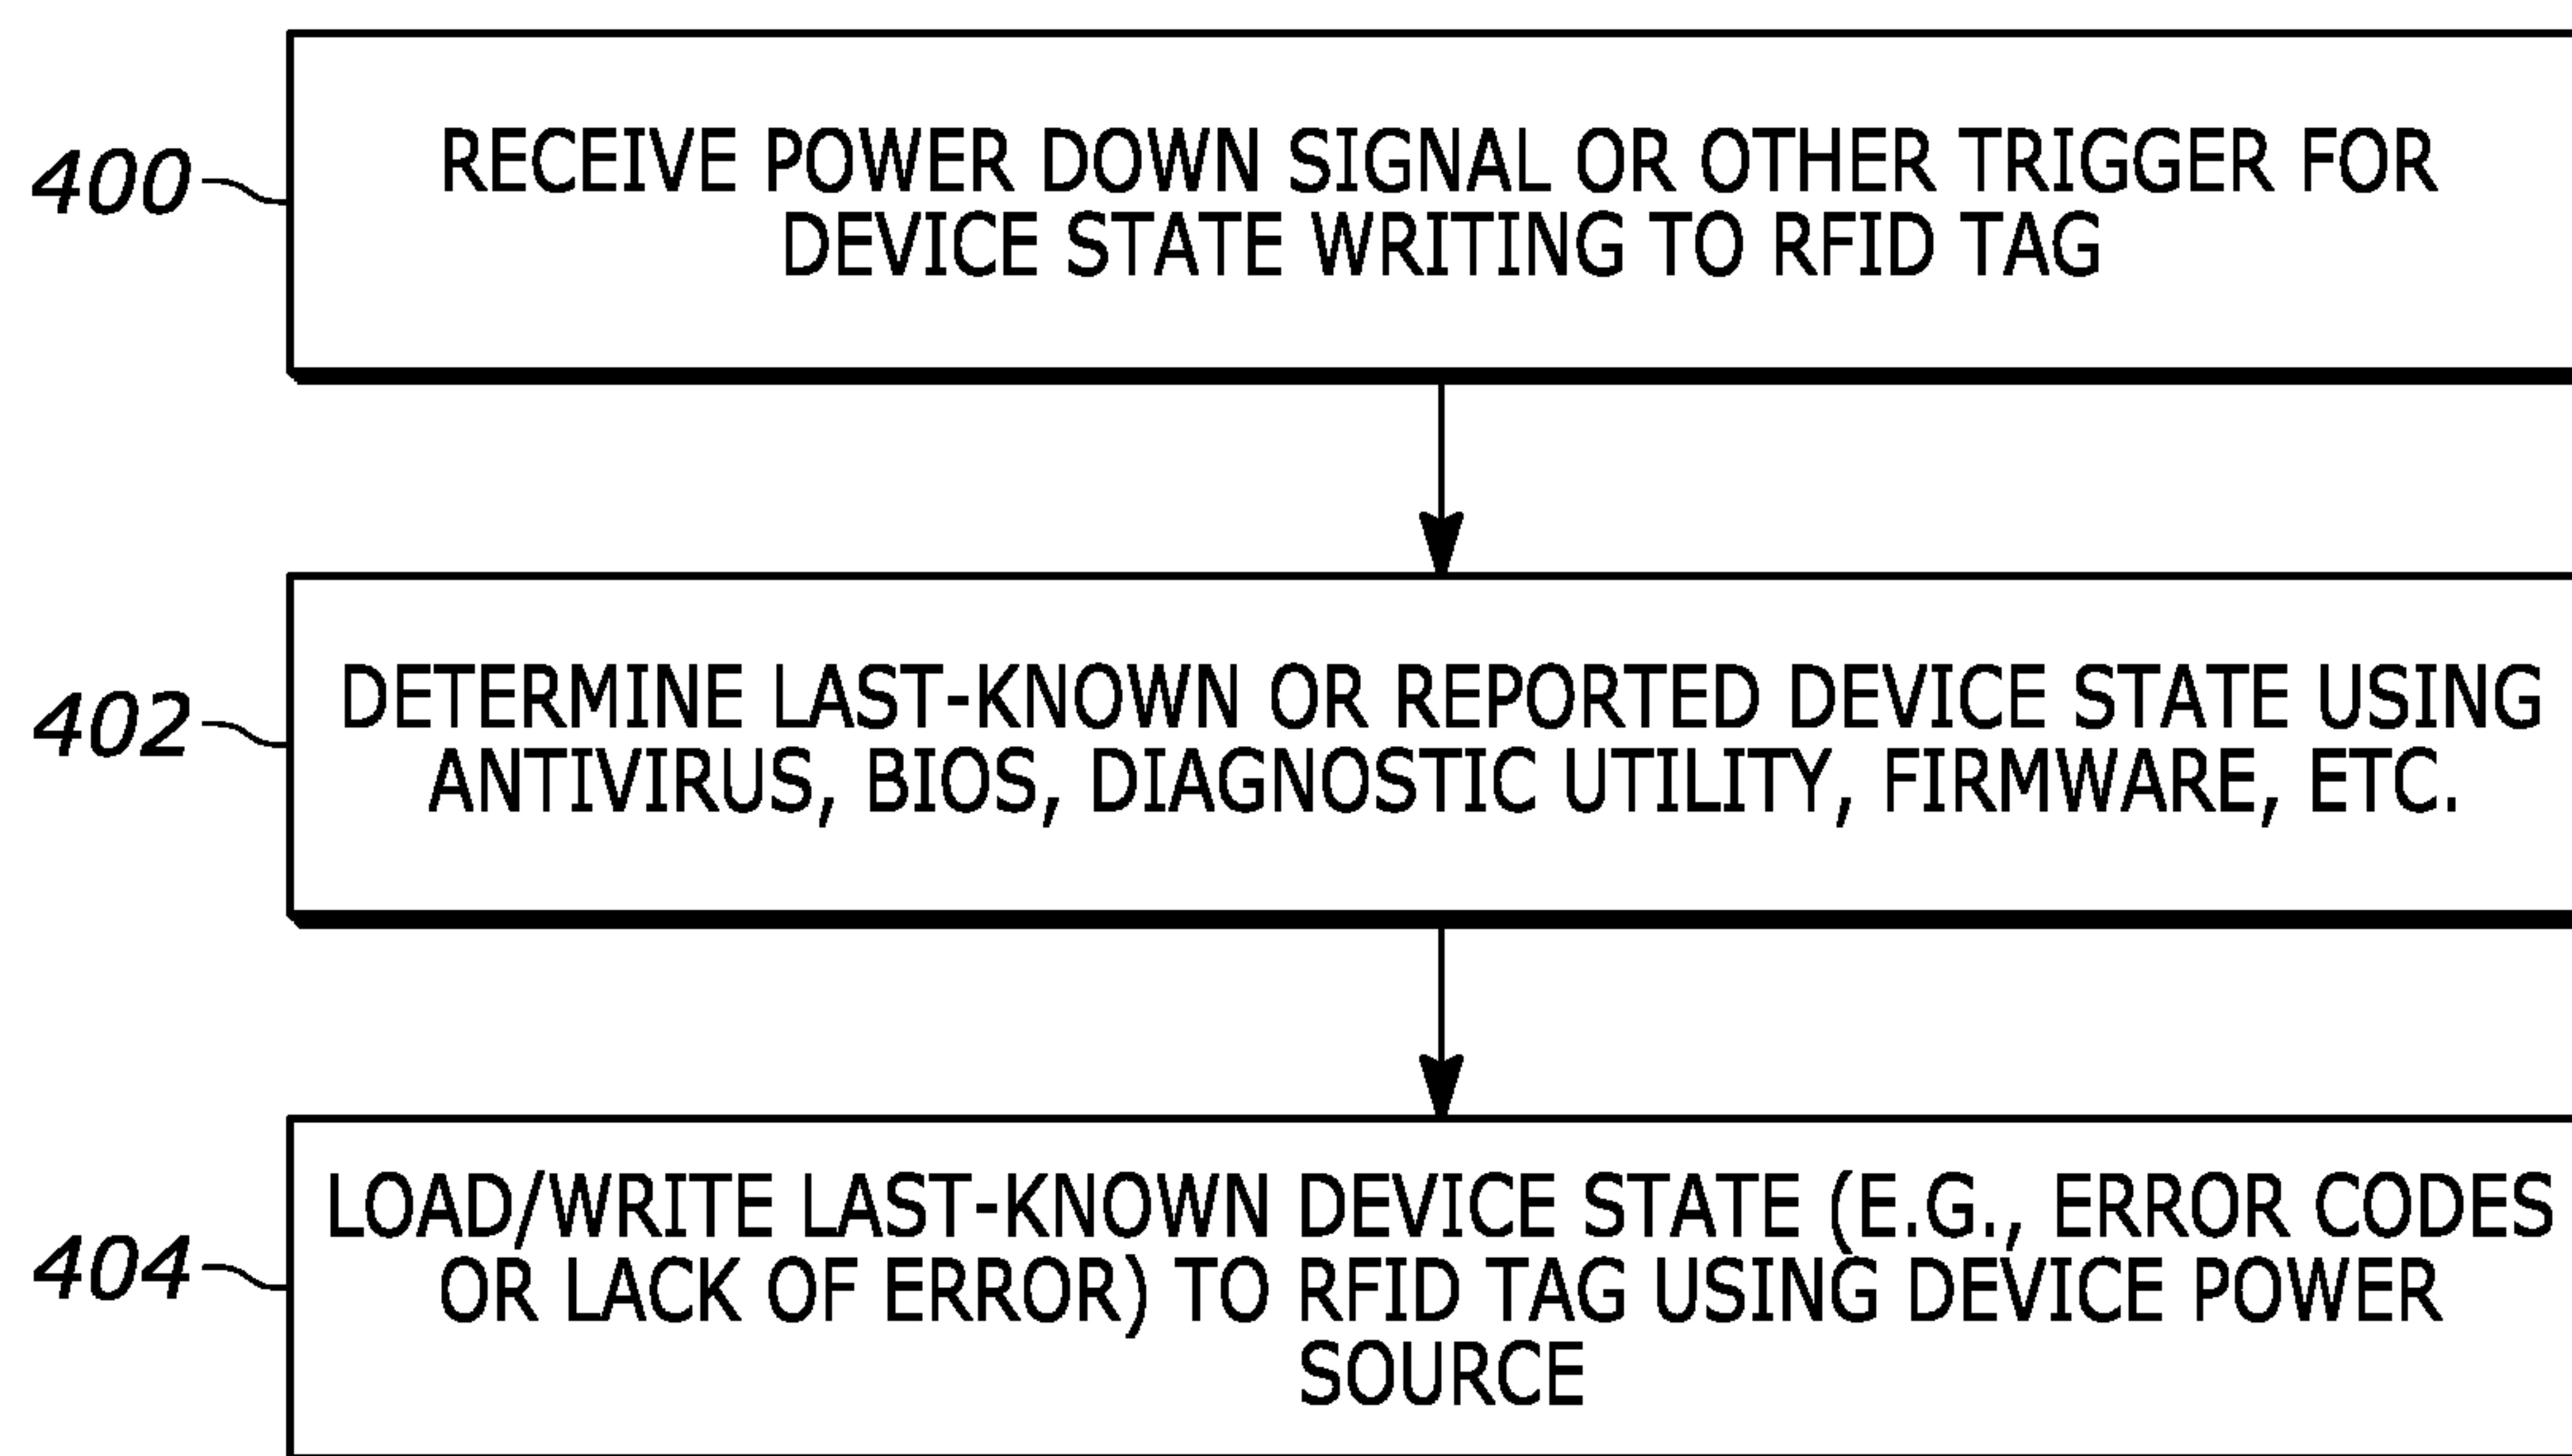 400
RECEIVE POWER DOWN SIGNAL OR OTHER TRIGGER FOR
DEVICE STATE WRITING TO RFID TAG
402
DETERMINE LAST-KNOWN OR REPORTED DEVICE STATE USING
ANTIVIRUS, BIOS, DIAGNOSTIC UTILITY, FIRMWARE, ETC.
404
LOAD/WRITE LAST-KNOWN DEVICE STATE (E.G., ERROR CODES
OR LACK OF ERROR) TO RFID TAG USING DEVICE POWER
SOURCE